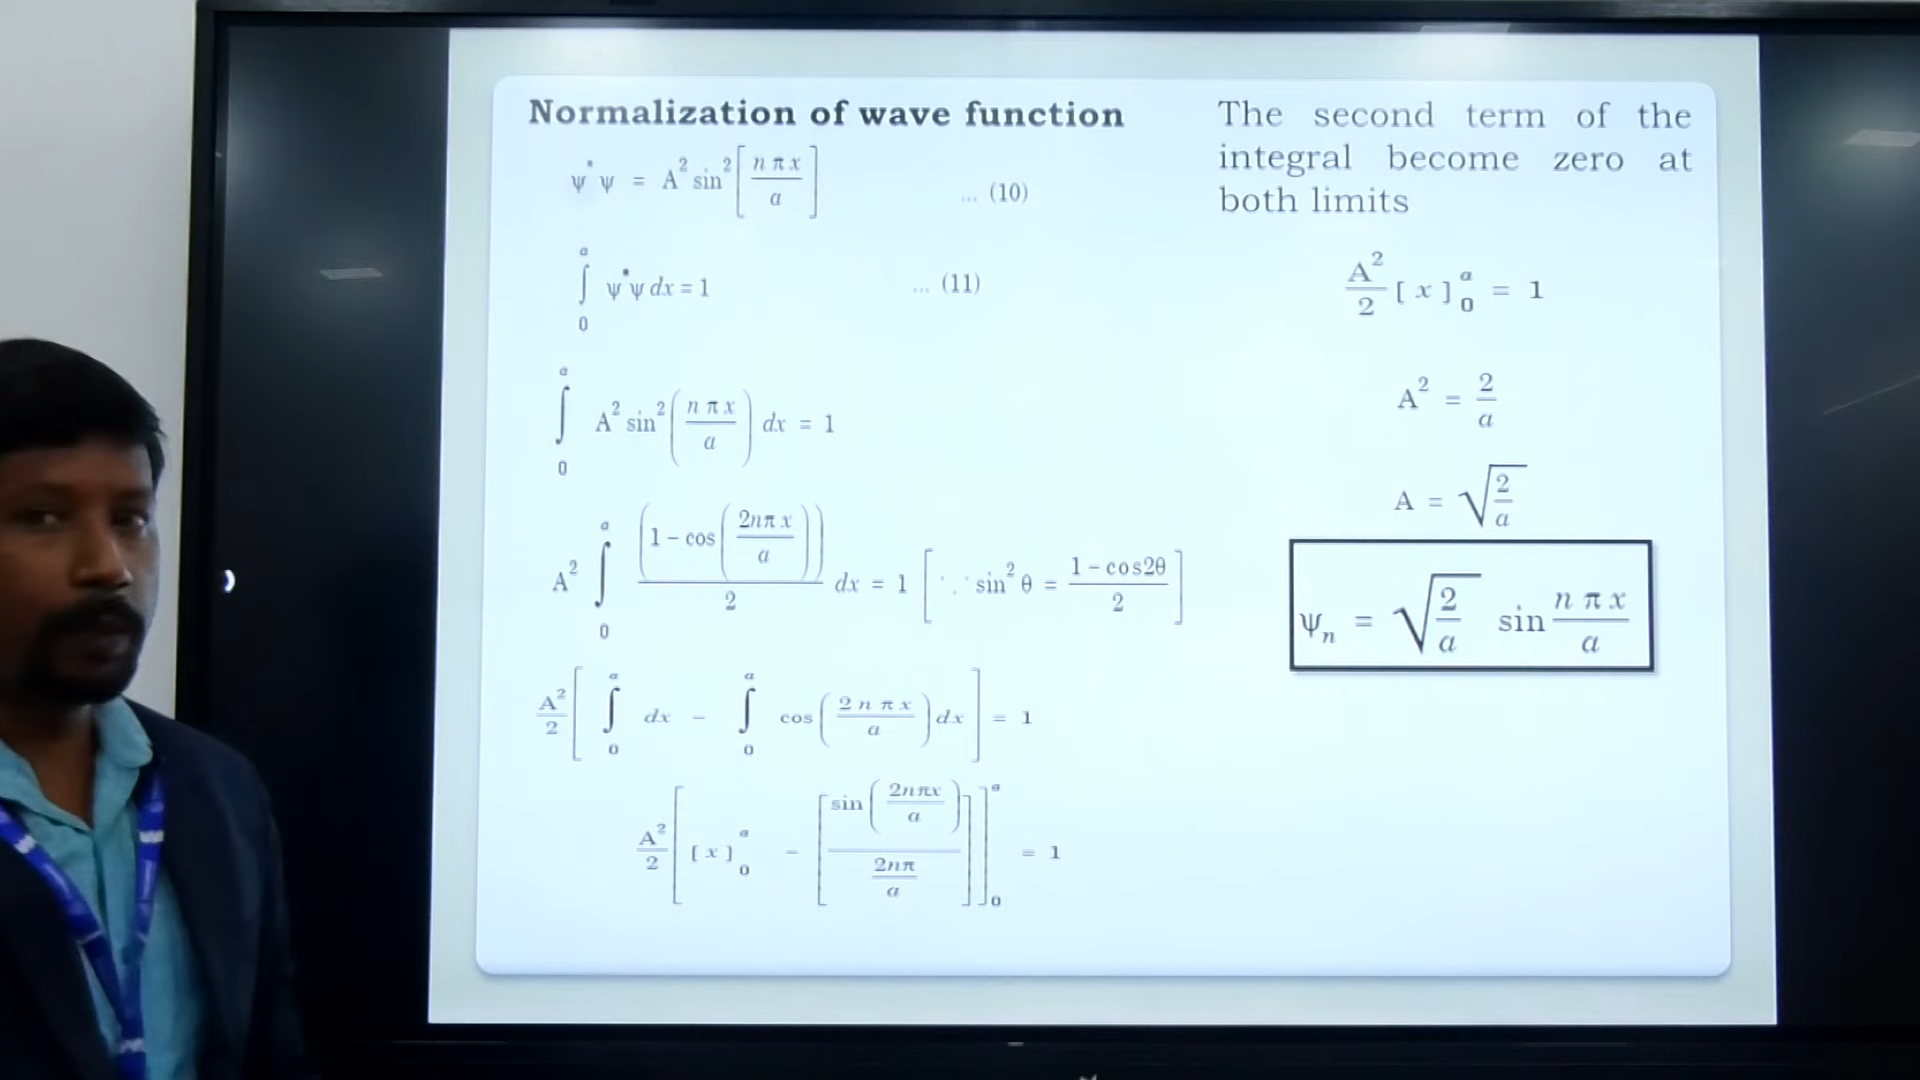 Normalization of wave function
ψ* ψ = A² sin² [ n π x / a ] ... (10)
∫₀ᵃ ψ* ψ dx = 1 ... (11)
∫₀ᵃ A² sin² ( n π x / a ) dx = 1
A² ∫₀ᵃ ( 1 – cos ( 2nπ x / a ) ) / 2 dx = 1 [ ∵ sin² θ = (1 – cos2θ) / 2 ]
A² / 2 [ ∫₀ᵃ dx – ∫₀ᵃ cos ( 2 n π x / a ) dx ] = 1
A² / 2 [ [ x ]₀ᵃ – [ sin ( 2nπx / a ) / ( 2nπ / a ) ] ]₀ᵃ = 1
The second term of the
integral become zero at
both limits
A² / 2 [ x ]₀ᵃ = 1
A² = 2 / a
A = √(2 / a)
ψₙ = √(2 / a) sin n π x / a